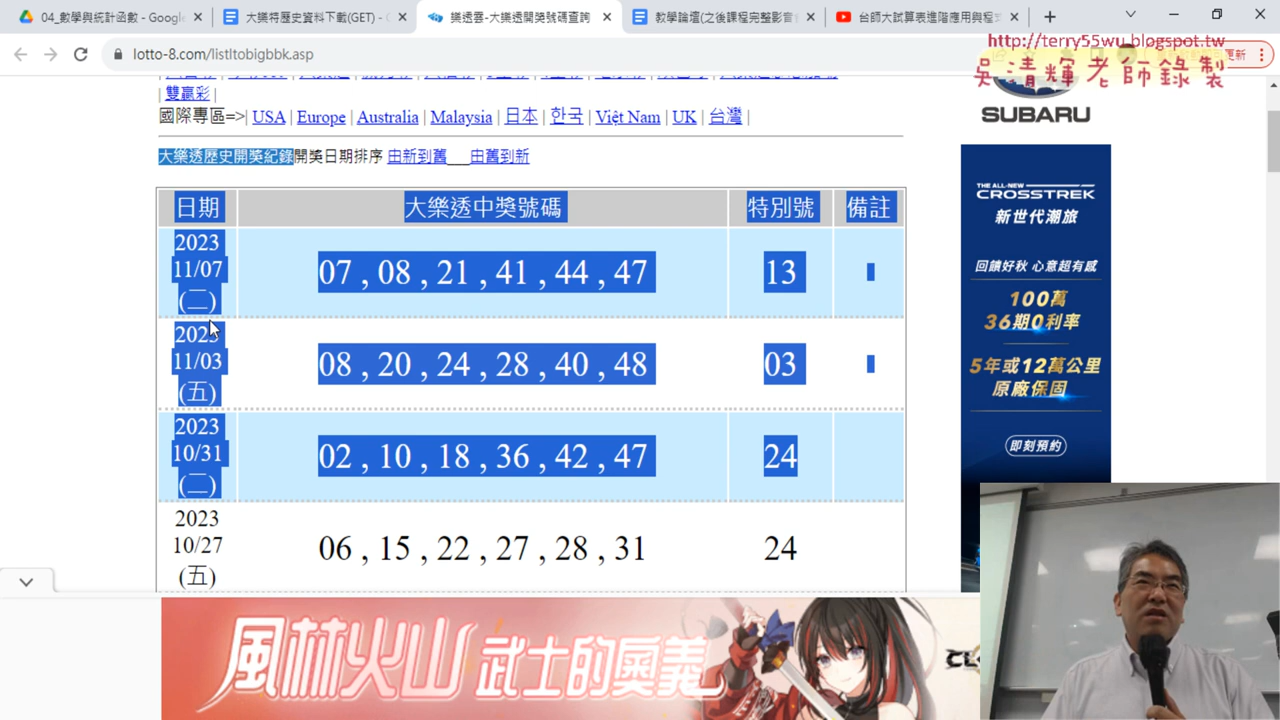 04_數學與統計函數 - Google
大樂特歷史資料下載(GET) - G
樂透雲-大樂透開獎號碼查詢
教學論壇(之後課程完整影音
台師大試算表進階應用與程式
http://terry55wu.blogspot.tw
lotto-8.com/listltobigbbk.asp
更新
吳清輝老師錄製
| 雙贏彩 |
國際專區=>| USA | Europe | Australia | Malaysia | 日本 | 한국 | Việt Nam | UK | 台灣 |
SUBARU
大樂透歷史開獎紀錄開獎日期排序 由新到舊___由舊到新
日期 大樂透中獎號碼 特別號 備註
2023
11/07
(二)
07 , 08 , 21 , 41 , 44 , 47 13
2023
11/03
(五)
08 , 20 , 24 , 28 , 40 , 48 03
2023
10/31
(二)
02 , 10 , 18 , 36 , 42 , 47 24
2023
10/27
(五)
06 , 15 , 22 , 27 , 28 , 31 24
THE ALL-NEW
CROSSTREK
新世代潮旅
回饋好秋 心意超有感
100萬
36期0利率
5年或12萬公里
原廠保固
即刻預約
風林火山 武士的奧義